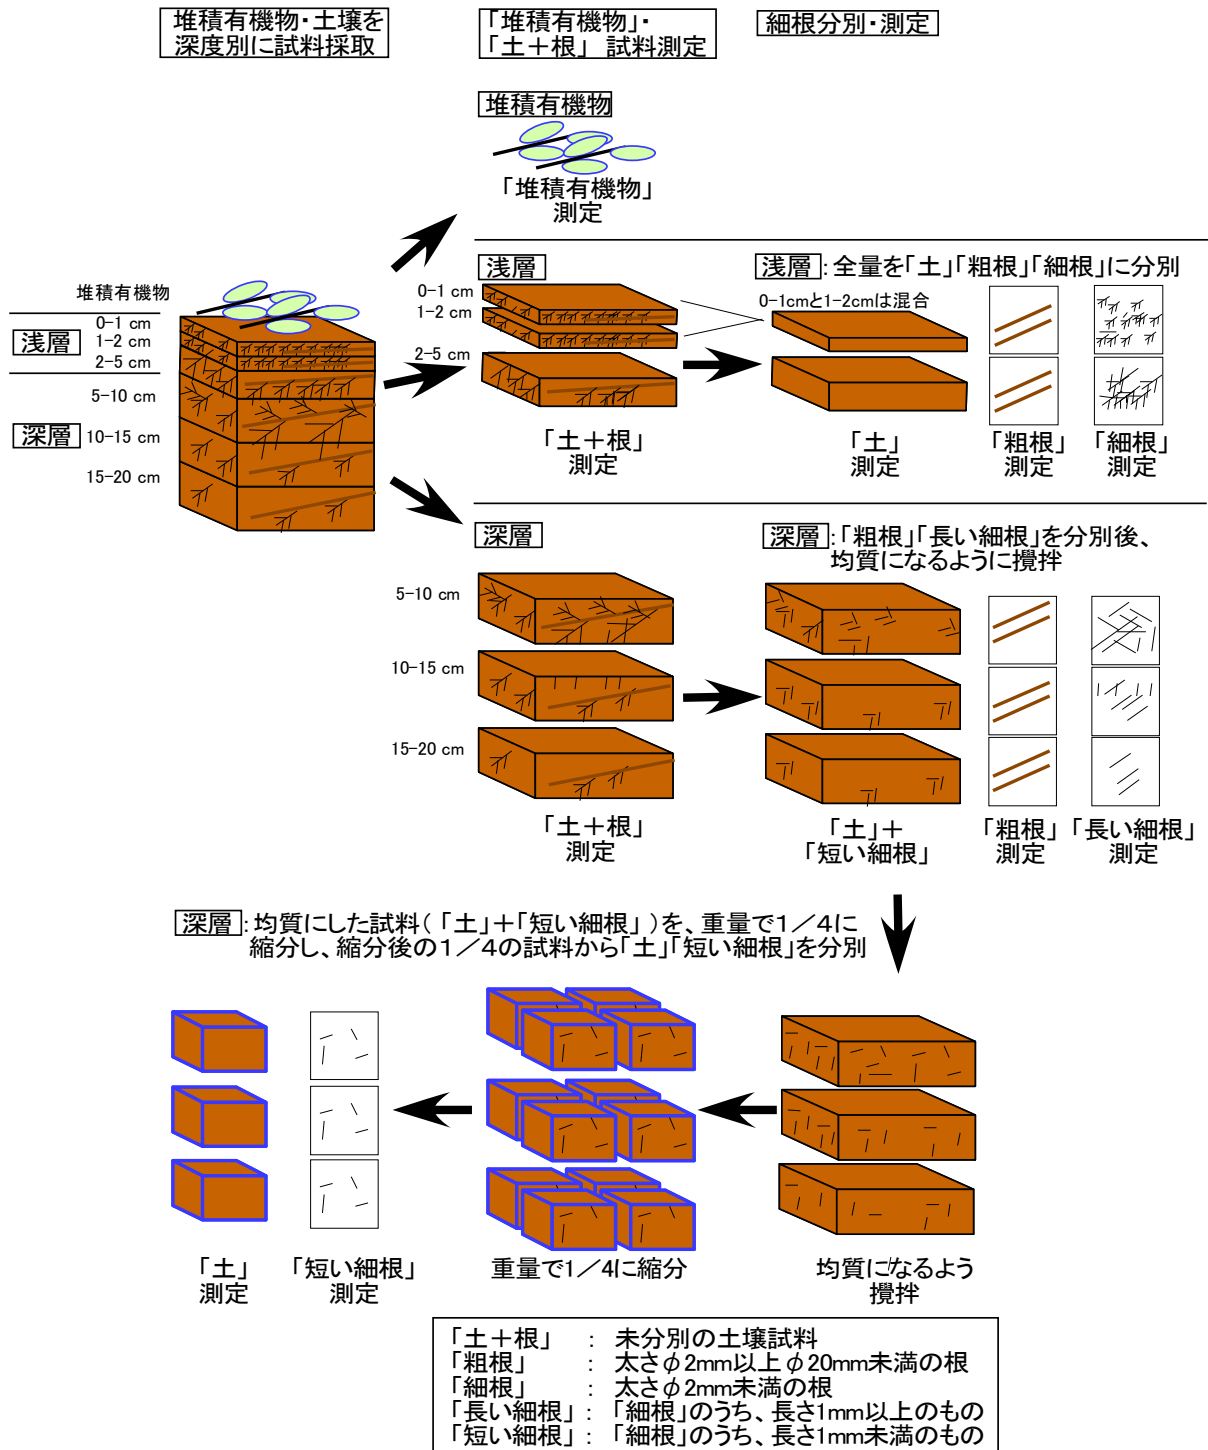 堆積有機物・土壌を
深度別に試料採取
「堆積有機物」・
「土＋根」 試料測定
細根分別・測定
堆積有機物
「堆積有機物」
測定
堆積有機物
浅層
0-1 cm
1-2 cm
2-5 cm
深層
5-10 cm
10-15 cm
15-20 cm
浅層
0-1 cm
1-2 cm
2-5 cm
「土＋根」
測定
浅層：全量を「土」「粗根」「細根」に分別
0-1cmと1-2cmは混合
「土」
測定
「粗根」
測定
「細根」
測定
深層
5-10 cm
10-15 cm
15-20 cm
「土＋根」
測定
深層：「粗根」「長い細根」を分別後、
均質になるように攪拌
「土」＋
「短い細根」
「粗根」
測定
「長い細根」
測定
深層：均質にした試料（「土」＋「短い細根」）を、重量で１／４に
縮分し、縮分後の１／４の試料から「土」「短い細根」を分別
「土」
測定
「短い細根」
測定
重量で1／4に縮分
均質になるよう
攪拌
「土＋根」 ： 未分別の土壌試料
「粗根」 ： 太さφ2mm以上φ20mm未満の根
「細根」 ： 太さφ2mm未満の根
「長い細根」： 「細根」のうち、長さ1mm以上のもの
「短い細根」： 「細根」のうち、長さ1mm未満のもの